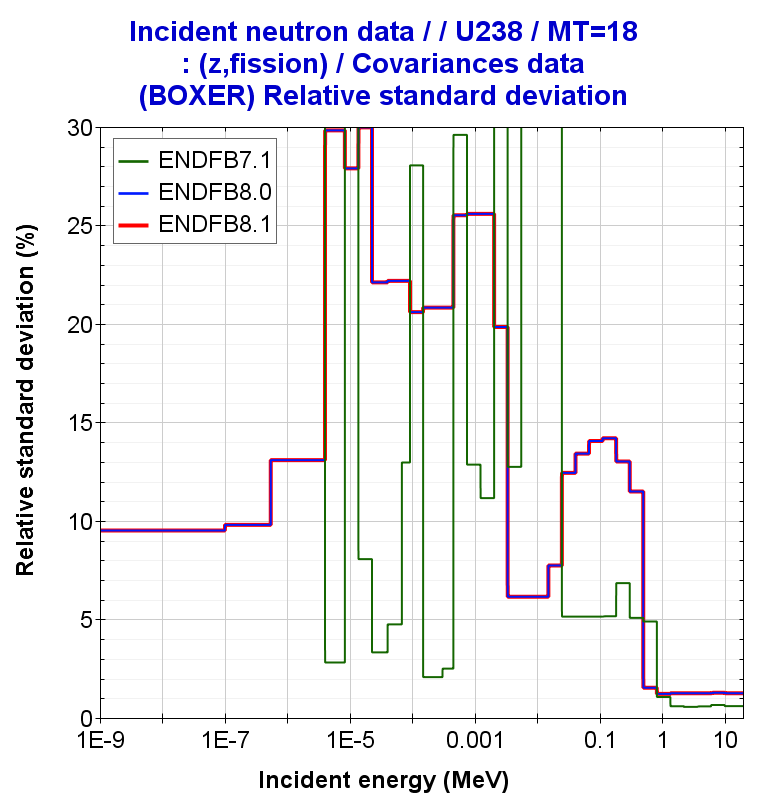 Incident neutron data / / U238 / MT=18
: (z,fission) / Covariances data
(BOXER) Relative standard deviation
30
25
20
15
10
5
0
Relative standard deviation (%)
ENDFB7.1
ENDFB8.0
ENDFB8.1
1E-9 1E-7 1E-5 0.001 0.1 1 10
Incident energy (MeV)